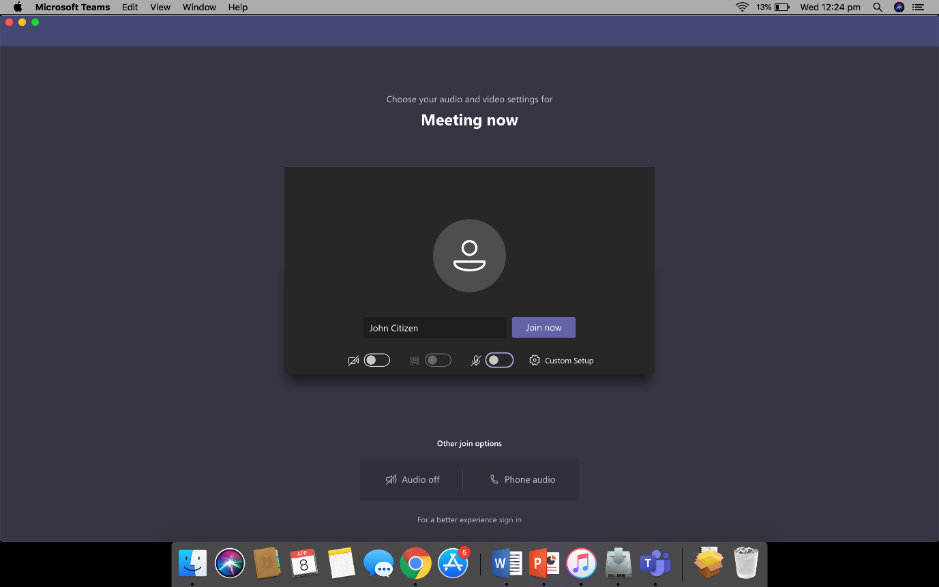 Microsoft Teams Edit View Window Help 13% Wed 12:24 pm
Choose your audio and video settings for
Meeting now
John Citizen Join now
Custom Setup
Other join options
Audio off Phone audio
For a better experience sign in
APR 5
8 W P T